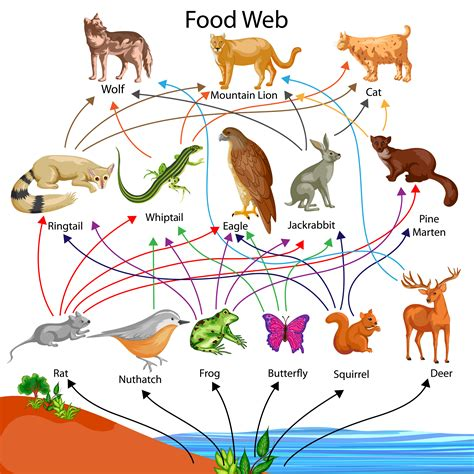 Food Web
Wolf
Mountain Lion
Cat
Ringtail
Whiptail
Eagle
Jackrabbit
Pine
Marten
Rat
Nuthatch
Frog
Butterfly
Squirrel
Deer